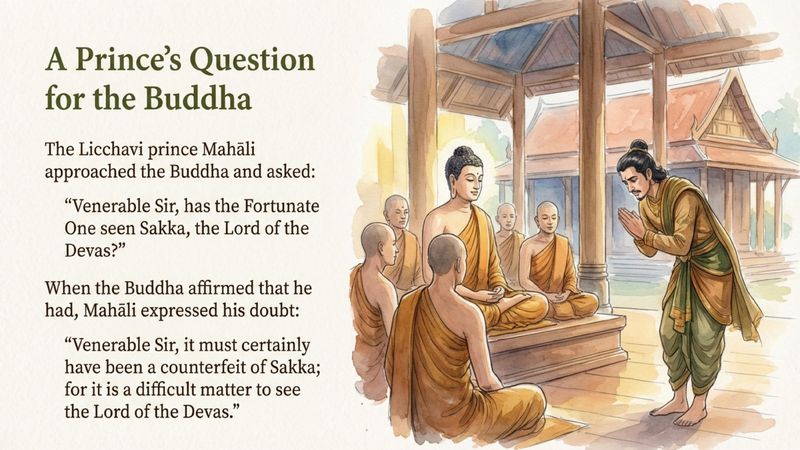 A Prince’s Question
for the Buddha
The Licchavi prince Mahāli
approached the Buddha and asked:
“Venerable Sir, has the Fortunate
One seen Sakka, the Lord of the
Devas?”
When the Buddha affirmed that he
had, Mahāli expressed his doubt:
“Venerable Sir, it must certainly
have been a counterfeit of Sakka;
for it is a difficult matter to see
the Lord of the Devas.”